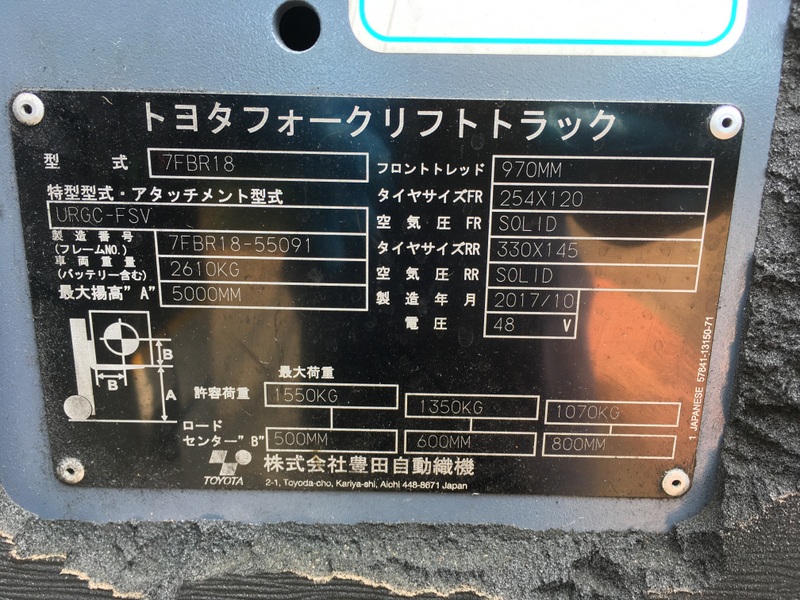 トヨタフォークリフトトラック
型 式 7FBR18
特型型式・アタッチメント型式
URGC-FSV
製造番号 (フレームNO.) 7FBR18-55091
車両重量 (バッテリー含む) 2610KG
最大揚高"A" 5000MM
フロントトレッド 970MM
タイヤサイズFR 254X120
空気圧 FR SOLID
タイヤサイズRR 330X145
空気圧 RR SOLID
製造年月 2017/10
電圧 48 V
B
B
A
最大荷重
許容荷重 1550KG 1350KG 1070KG
ロード
センター"B" 500MM 600MM 800MM
TOYOTA
株式会社豊田自動織機
2-1, Toyoda-cho, Kariya-shi, Aichi 448-8671 Japan
1 JAPANESE 57841-13150-71